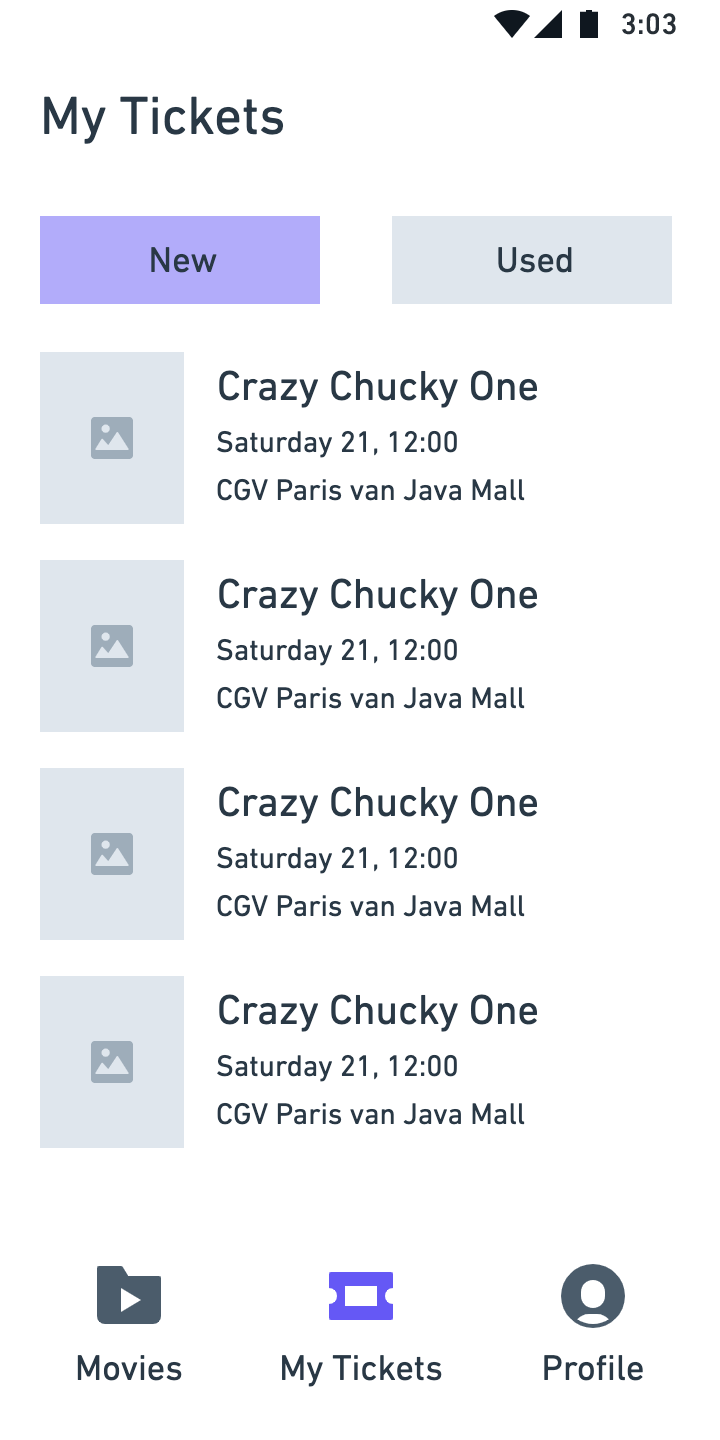 3:03
My Tickets
New
Used
Crazy Chucky One
Saturday 21, 12:00
CGV Paris van Java Mall
Crazy Chucky One
Saturday 21, 12:00
CGV Paris van Java Mall
Crazy Chucky One
Saturday 21, 12:00
CGV Paris van Java Mall
Crazy Chucky One
Saturday 21, 12:00
CGV Paris van Java Mall
Movies
My Tickets
Profile